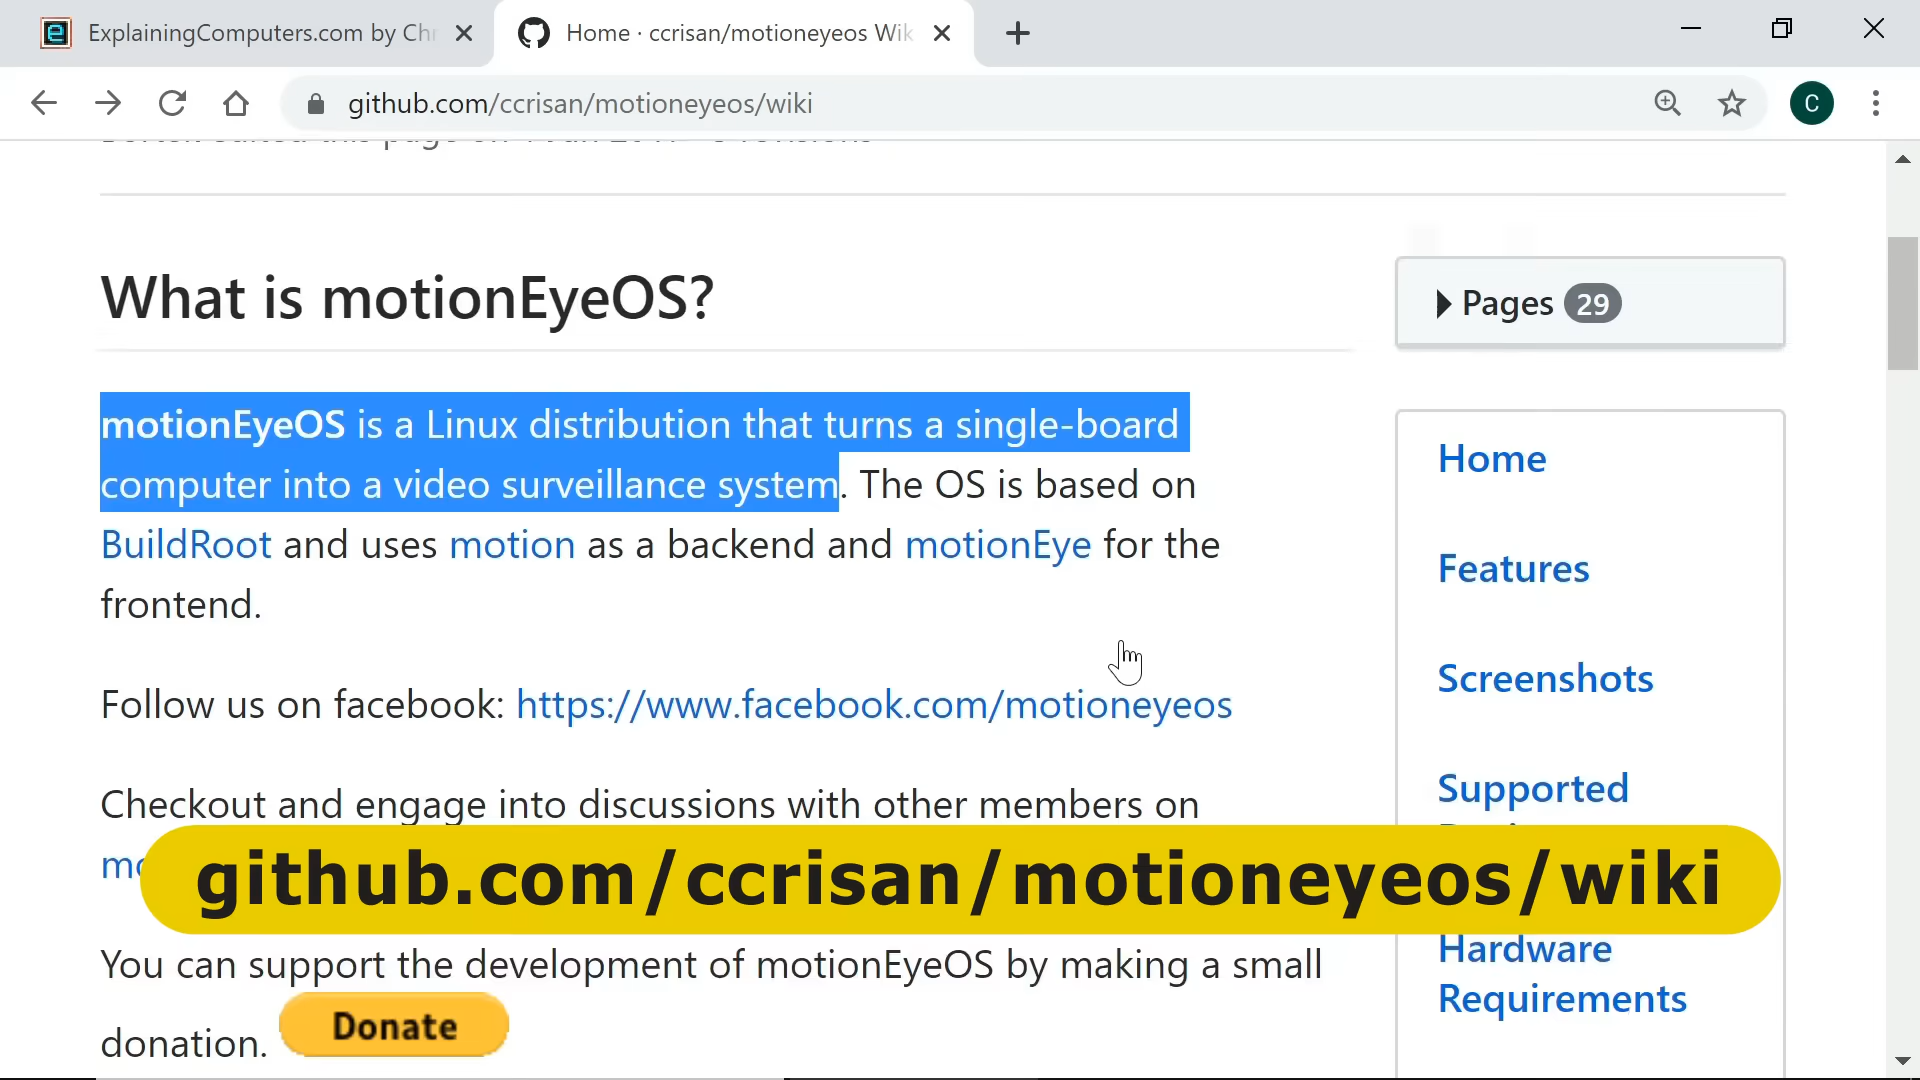 ExplainingComputers.com by Ch
Home · ccrisan/motioneyeos Wik
github.com/ccrisan/motioneyeos/wiki
C
What is motionEyeOS?
Pages 29
motionEyeOS is a Linux distribution that turns a single-board
computer into a video surveillance system. The OS is based on
BuildRoot and uses motion as a backend and motionEye for the
frontend.
Follow us on facebook: https://www.facebook.com/motioneyeos
Checkout and engage into discussions with other members on
github.com/ccrisan/motioneyeos/wiki
You can support the development of motionEyeOS by making a small
donation. Donate
Home
Features
Screenshots
Supported
Hardware
Requirements